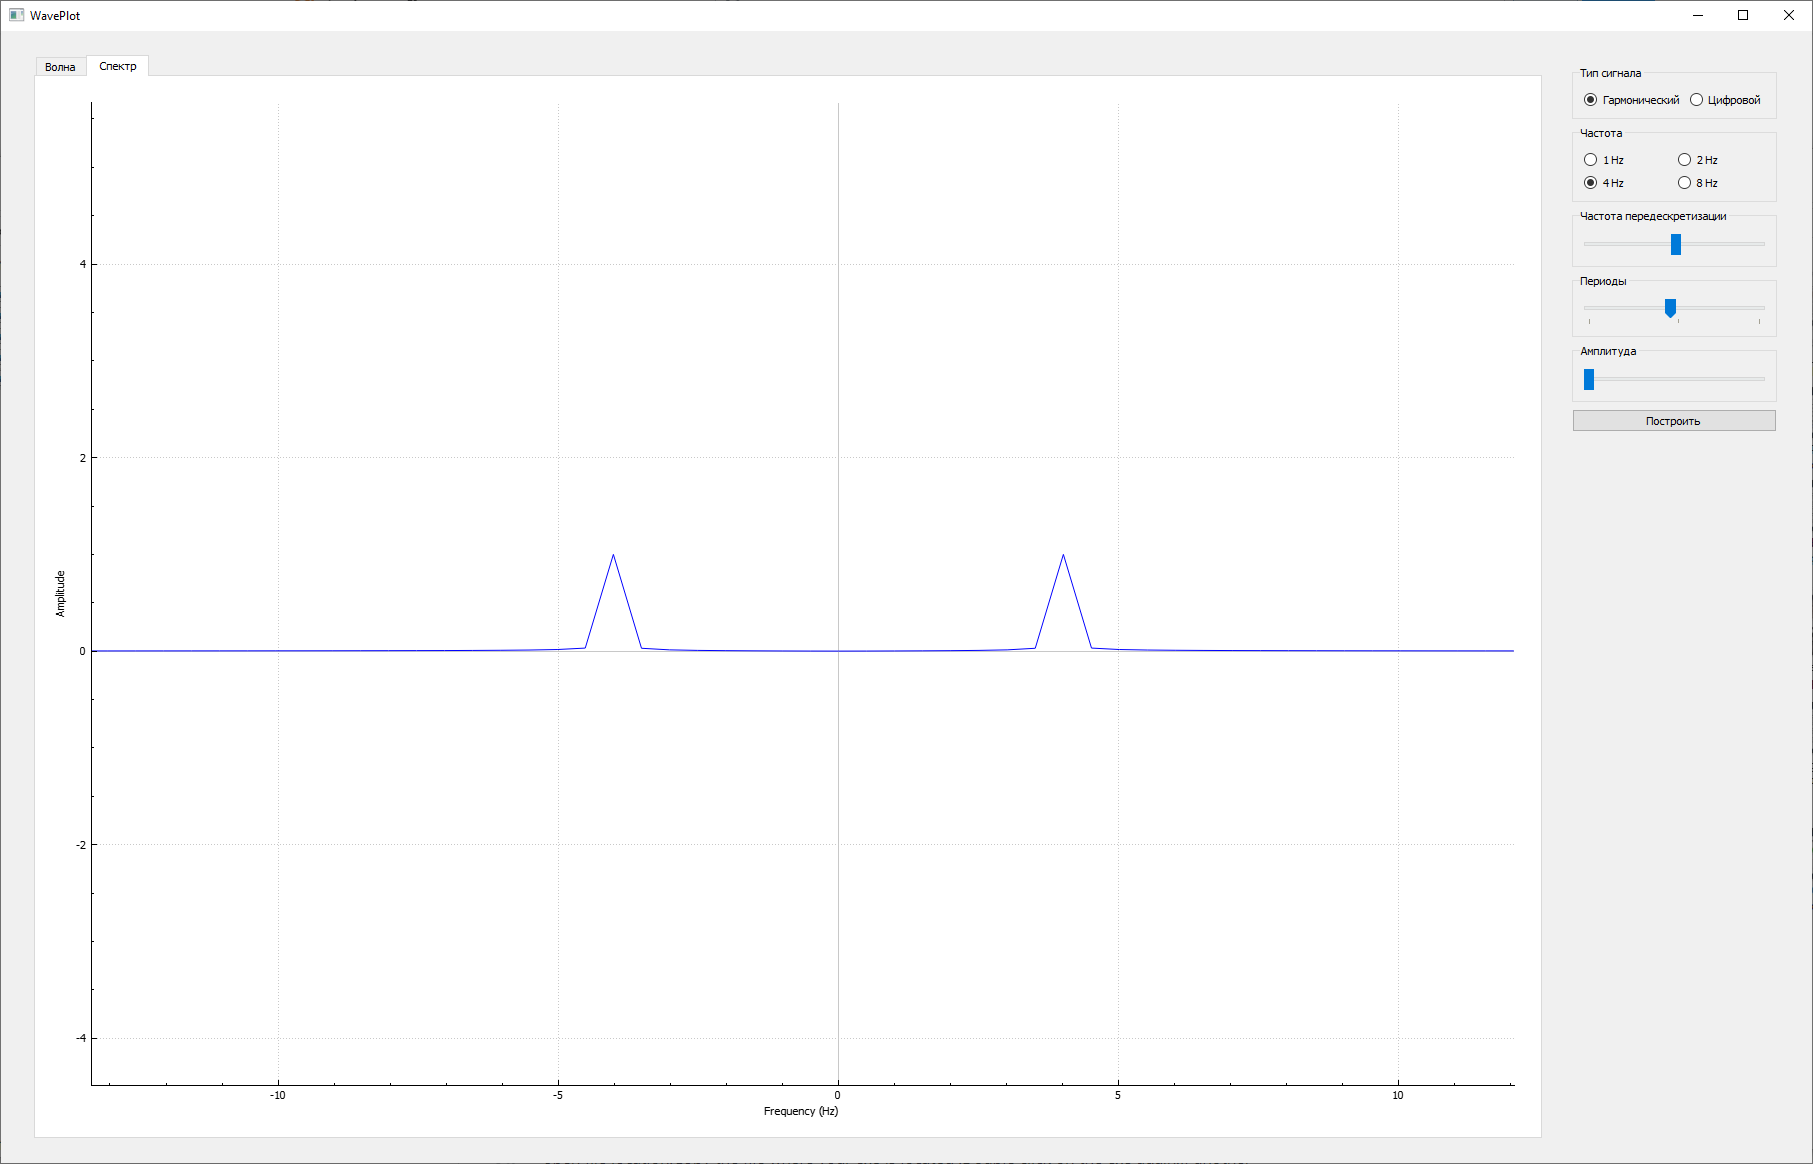 WavePlot
Волна
Спектр
4
2
0
-2
-4
Amplitude
-10
-5
0
5
10
Frequency (Hz)
Тип сигнала
Гармонический
Цифровой
Частота
1 Hz
2 Hz
4 Hz
8 Hz
Частота передескретизации
Периоды
Амплитуда
Построить